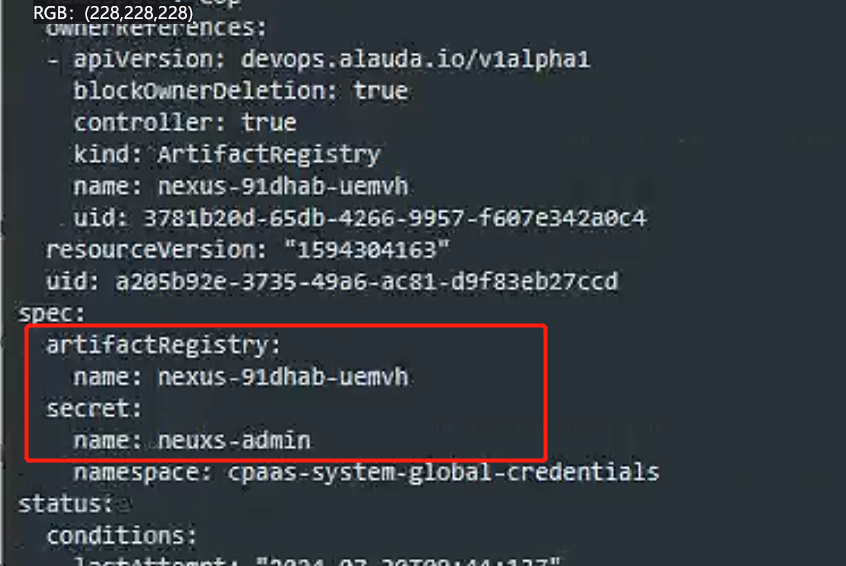 RGB: (228,228,228)
ownerReferences:
- apiVersion: devops.alauda.io/v1alpha1
blockOwnerDeletion: true
controller: true
kind: ArtifactRegistry
name: nexus-91dhab-uemvh
uid: 3781b20d-65db-4266-9957-f607e342a0c4
resourceVersion: "1594304163"
uid: a205b92e-3735-49a6-ac81-d9f83eb27ccd
spec:
artifactRegistry:
name: nexus-91dhab-uemvh
secret:
name: neuxs-admin
namespace: cpaas-system-global-credentials
status:
conditions: